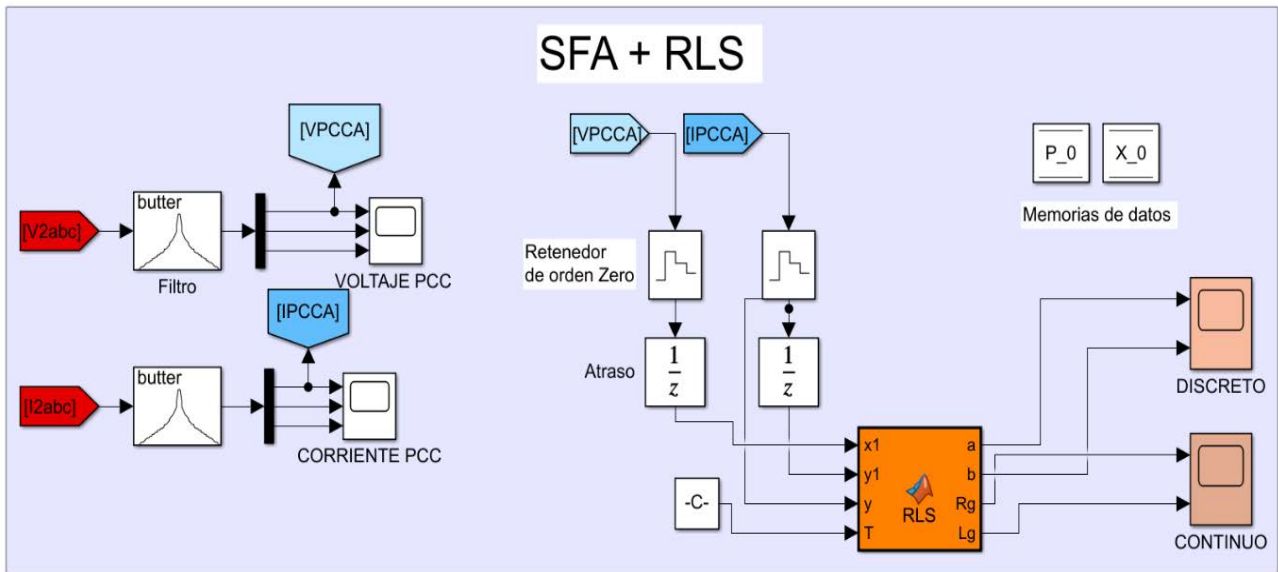 SFA + RLS
[VPCCA]
[V2abc]
butter
Filtro
VOLTAJE PCC
[IPCCA]
[I2abc]
butter
CORRIENTE PCC
[VPCCA]
[IPCCA]
Retenedor
de orden Zero
Atraso
1
z
1
z
-C-
x1
y1
y
T
RLS
a
b
Rg
Lg
P_0
X_0
Memorias de datos
DISCRETO
CONTINUO